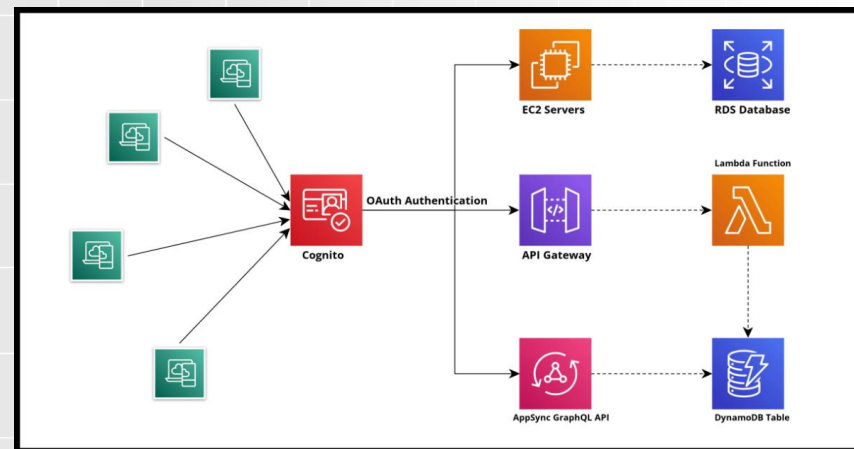 EC2 Servers
RDS Database
Lambda Function
OAuth Authentication
Cognito
API Gateway
AppSync GraphQL API
DynamoDB Table